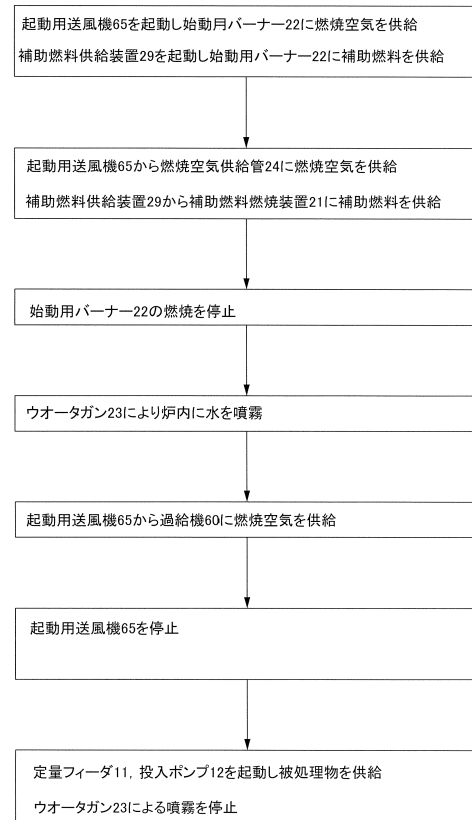 起動用送風機65を起動し始動用バーナー22に燃焼空気を供給
補助燃料供給装置29を起動し始動用バーナー22に補助燃料を供給
起動用送風機65から燃焼空気供給管24に燃焼空気を供給
補助燃料供給装置29から補助燃料燃焼装置21に補助燃料を供給
始動用バーナー22の燃焼を停止
ウオータガン23により炉内に水を噴霧
起動用送風機65から過給機60に燃焼空気を供給
起動用送風機65を停止
定量フィーダ11，投入ポンプ12を起動し被処理物を供給
ウオータガン23による噴霧を停止